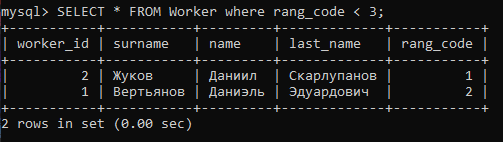 mysql> SELECT * FROM Worker where rang_code < 3;
+-----------+-----------+---------+-------------+-----------+
| worker_id | surname   | name    | last_name   | rang_code |
+-----------+-----------+---------+-------------+-----------+
|         2 | Жуков     | Даниил  | Скарлупанов |         1 |
|         1 | Вертьянов | Даниэль | Эдуардович  |         2 |
+-----------+-----------+---------+-------------+-----------+
2 rows in set (0.00 sec)